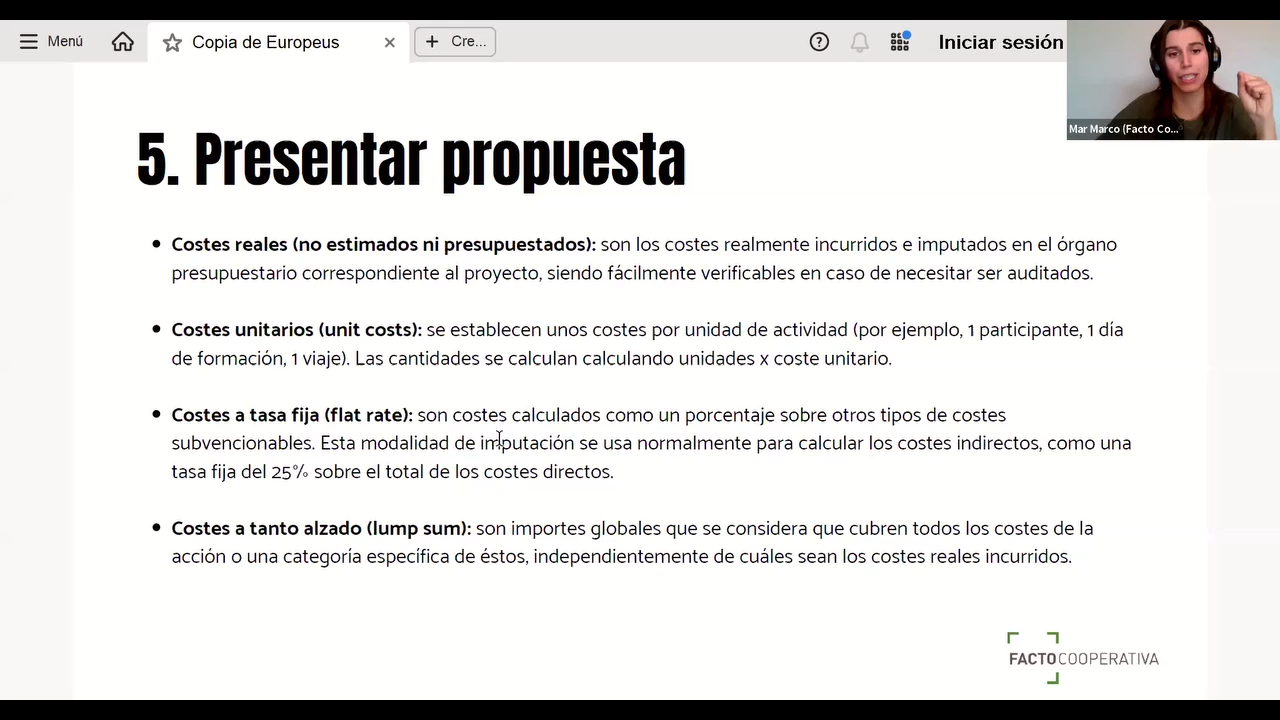 Menú
Copia de Europeus
Cre...
Iniciar sesión
Mar Marco (Facto Co...
5. Presentar propuesta
Costes reales (no estimados ni presupuestados): son los costes realmente incurridos e imputados en el órgano
presupuestario correspondiente al proyecto, siendo fácilmente verificables en caso de necesitar ser auditados.
Costes unitarios (unit costs): se establecen unos costes por unidad de actividad (por ejemplo, 1 participante, 1 día
de formación, 1 viaje). Las cantidades se calculan calculando unidades x coste unitario.
Costes a tasa fija (flat rate): son costes calculados como un porcentaje sobre otros tipos de costes
subvencionables. Esta modalidad de imputación se usa normalmente para calcular los costes indirectos, como una
tasa fija del 25% sobre el total de los costes directos.
Costes a tanto alzado (lump sum): son importes globales que se considera que cubren todos los costes de la
acción o una categoría específica de éstos, independientemente de cuáles sean los costes reales incurridos.
FACTOCOOPERATIVA